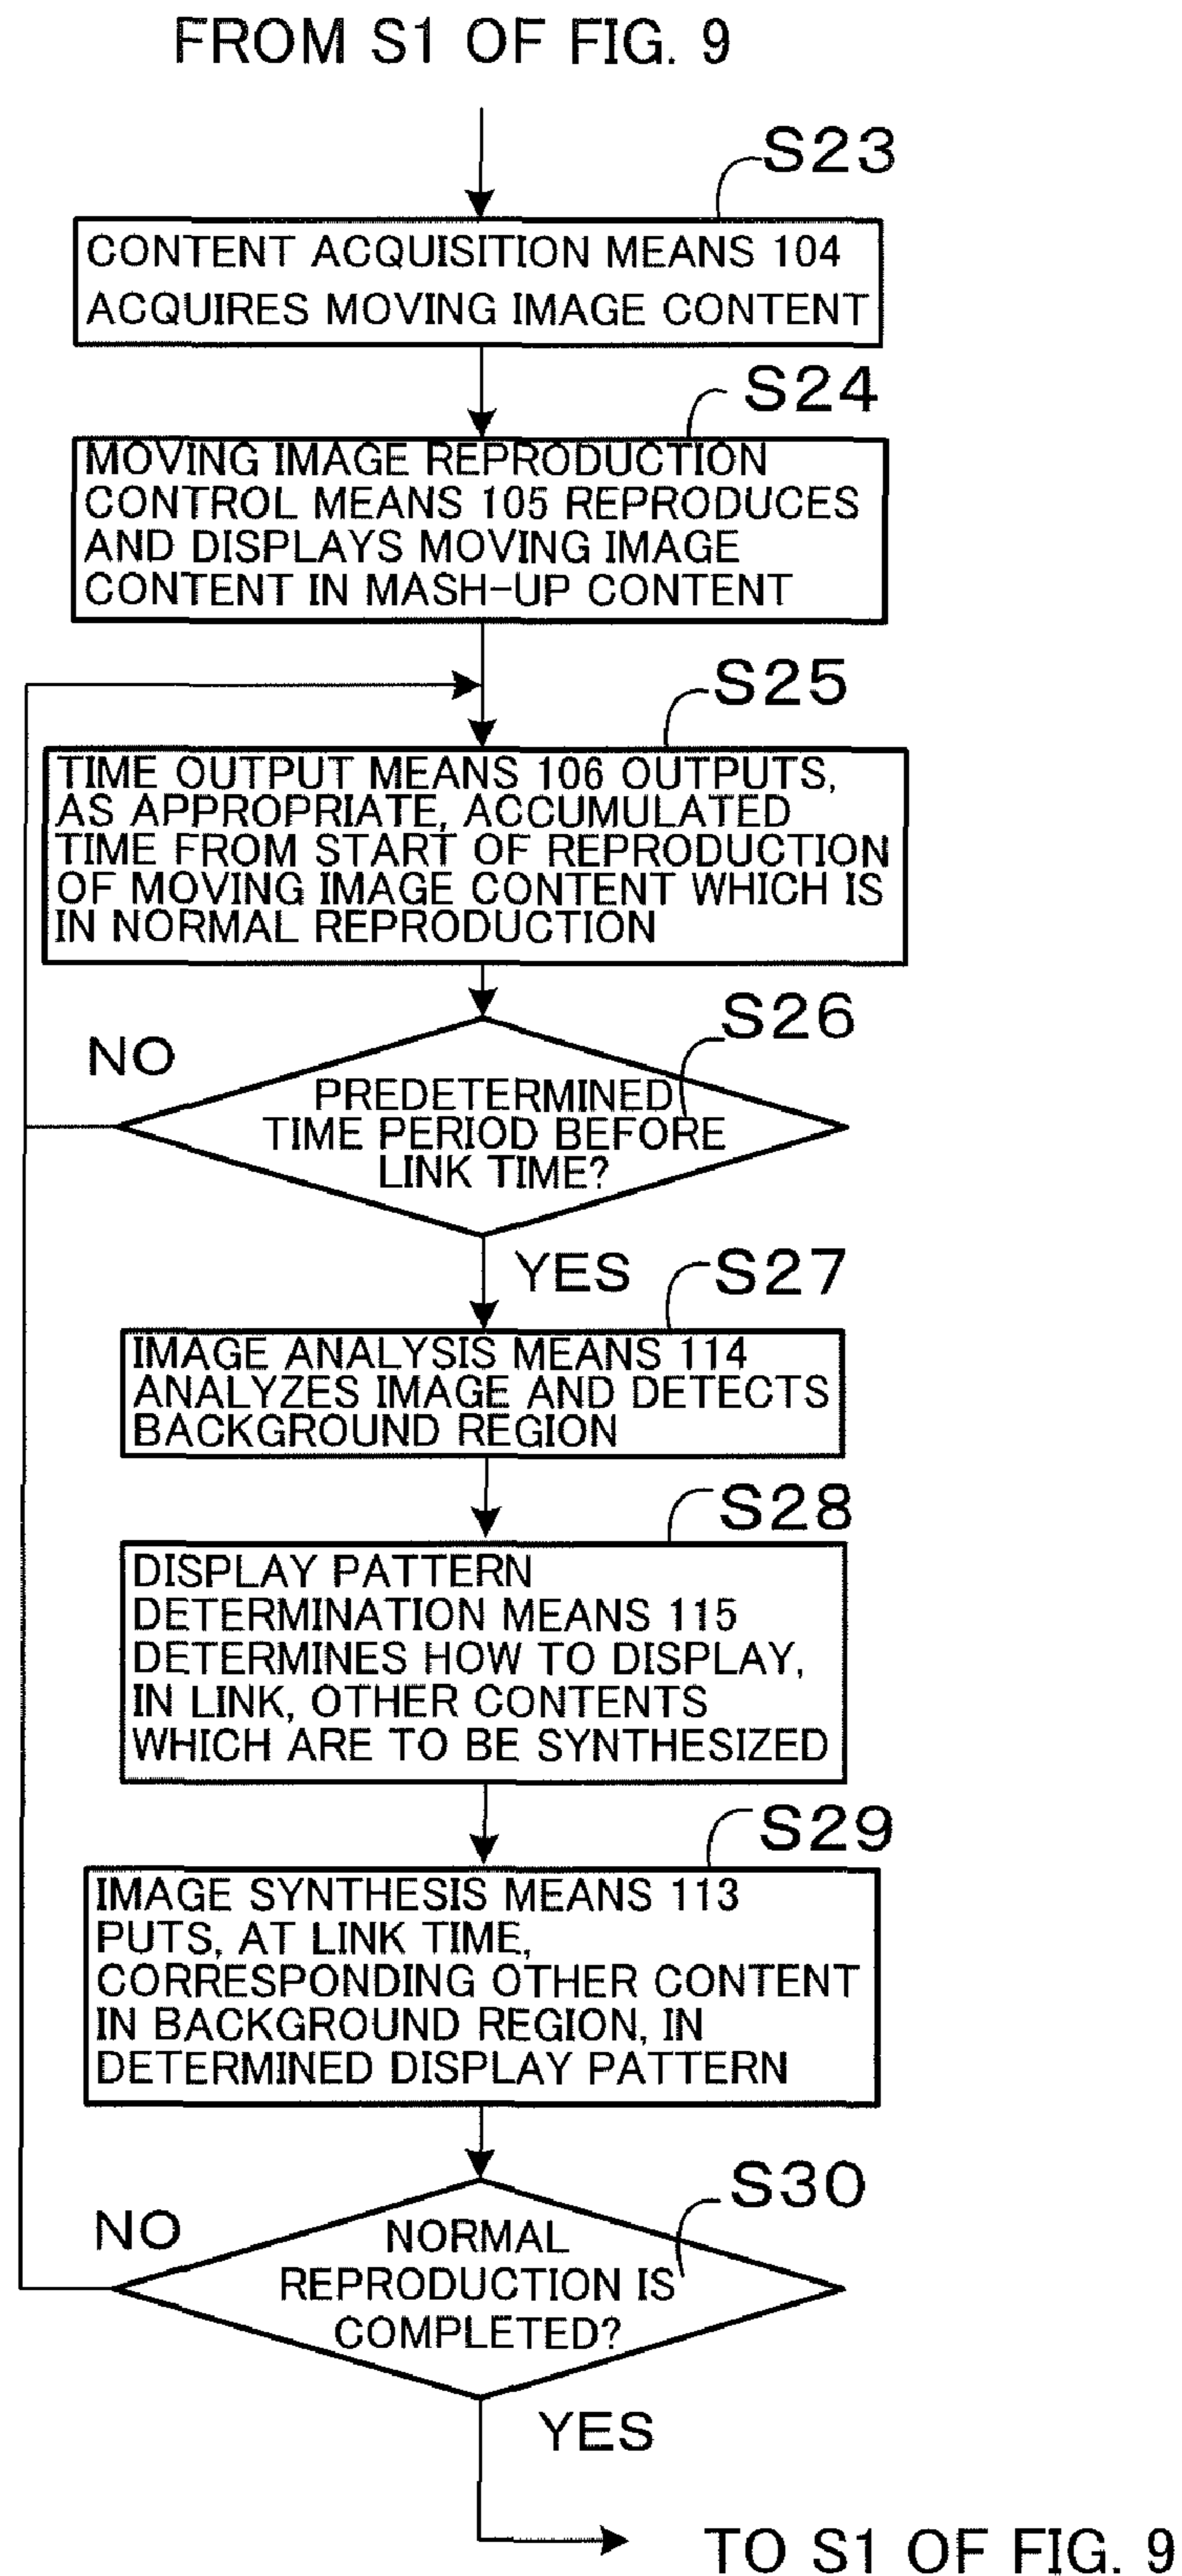 FROM S1 OF FIG. 9
S23
CONTENT ACQUISITION MEANS 104
ACQUIRES MOVING IMAGE CONTENT
S24
MOVING IMAGE REPRODUCTION
CONTROL MEANS 105 REPRODUCES
AND DISPLAYS MOVING IMAGE
CONTENT IN MASH-UP CONTENT
S25
TIME OUTPUT MEANS 106 OUTPUTS,
AS APPROPRIATE, ACCUMULATED
TIME FROM START OF REPRODUCTION
OF MOVING IMAGE CONTENT WHICH IS
IN NORMAL REPRODUCTION
S26
NO
PREDETERMINED
TIME PERIOD BEFORE
LINK TIME?
YES
S27
IMAGE ANALYSIS MEANS 114
ANALYZES IMAGE AND DETECTS
BACKGROUND REGION
S28
DISPLAY PATTERN
DETERMINATION MEANS 115
DETERMINES HOW TO DISPLAY,
IN LINK, OTHER CONTENTS
WHICH ARE TO BE SYNTHESIZED
S29
IMAGE SYNTHESIS MEANS 113
PUTS, AT LINK TIME,
CORRESPONDING OTHER CONTENT
IN BACKGROUND REGION, IN
DETERMINED DISPLAY PATTERN
S30
NO
NORMAL
REPRODUCTION IS
COMPLETED?
YES
TO S1 OF FIG. 9